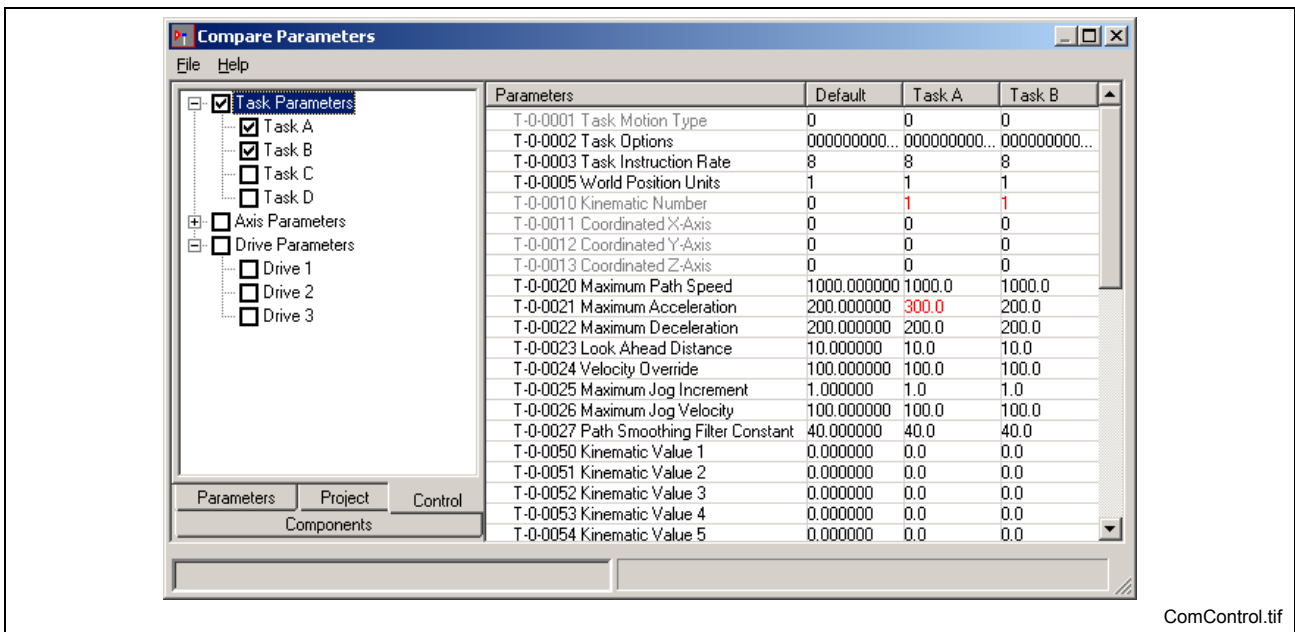 Compare Parameters
File Help
Task Parameters
Task A
Task B
Task C
Task D
Axis Parameters
Drive Parameters
Drive 1
Drive 2
Drive 3
Parameters Project Control
Components
Parameters Default Task A Task B
T-0-0001 Task Motion Type 0 0 0
T-0-0002 Task Options 000000000... 000000000... 000000000...
T-0-0003 Task Instruction Rate 8 8 8
T-0-0005 World Position Units 1 1 1
T-0-0010 Kinematic Number 0 1 1
T-0-0011 Coordinated X-Axis 0 0 0
T-0-0012 Coordinated Y-Axis 0 0 0
T-0-0013 Coordinated Z-Axis 0 0 0
T-0-0020 Maximum Path Speed 1000.000000 1000.0 1000.0
T-0-0021 Maximum Acceleration 200.000000 300.0 200.0
T-0-0022 Maximum Deceleration 200.000000 200.0 200.0
T-0-0023 Look Ahead Distance 10.000000 10.0 10.0
T-0-0024 Velocity Override 100.000000 100.0 100.0
T-0-0025 Maximum Jog Increment 1.000000 1.0 1.0
T-0-0026 Maximum Jog Velocity 100.000000 100.0 100.0
T-0-0027 Path Smoothing Filter Constant 40.000000 40.0 40.0
T-0-0050 Kinematic Value 1 0.000000 0.0 0.0
T-0-0051 Kinematic Value 2 0.000000 0.0 0.0
T-0-0052 Kinematic Value 3 0.000000 0.0 0.0
T-0-0053 Kinematic Value 4 0.000000 0.0 0.0
T-0-0054 Kinematic Value 5 0.000000 0.0 0.0
ComControl.tif